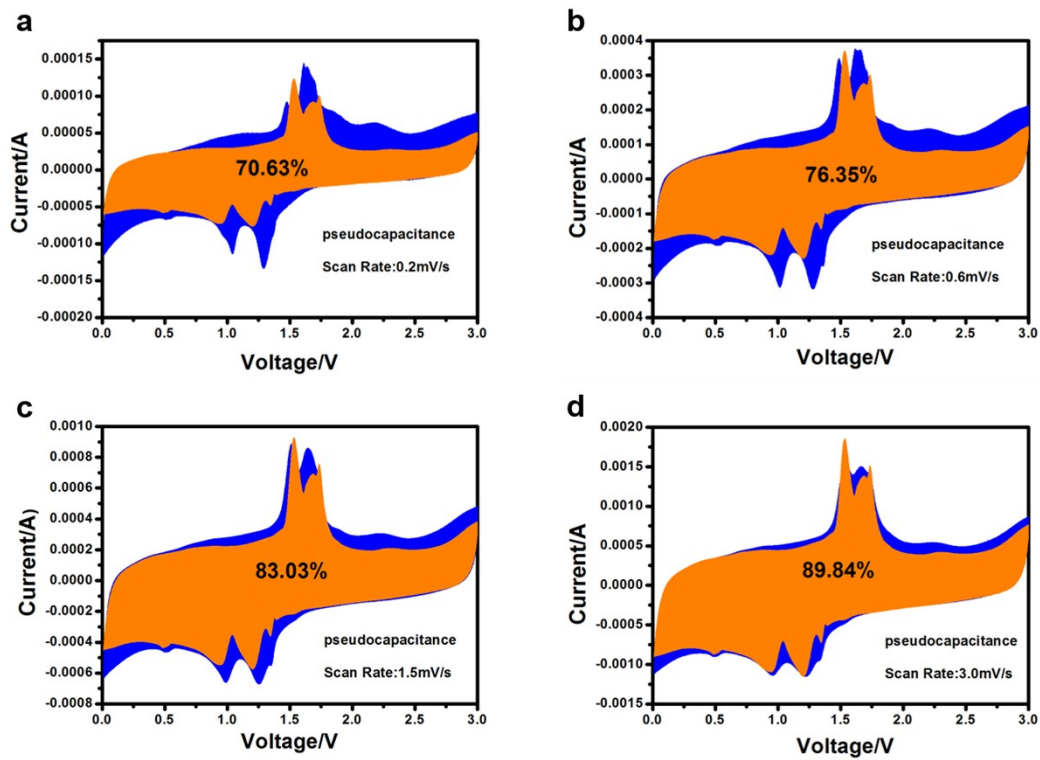 a
0.00015
0.00010
0.00005
0.00000
-0.00005
-0.00010
-0.00015
-0.00020
Current/A
70.63%
pseudocapacitance
Scan Rate:0.2mV/s
0.0 0.5 1.0 1.5 2.0 2.5 3.0
Voltage/V
b
0.0004
0.0003
0.0002
0.0001
0.0000
-0.0001
-0.0002
-0.0003
-0.0004
Current/A
76.35%
pseudocapacitance
Scan Rate:0.6mV/s
0.0 0.5 1.0 1.5 2.0 2.5 3.0
Voltage/V
c
0.0010
0.0008
0.0006
0.0004
0.0002
0.0000
-0.0002
-0.0004
-0.0006
-0.0008
Current/A)
83.03%
pseudocapacitance
Scan Rate:1.5mV/s
0.0 0.5 1.0 1.5 2.0 2.5 3.0
Voltage/V
d
0.0020
0.0015
0.0010
0.0005
0.0000
-0.0005
-0.0010
-0.0015
Current/A
89.84%
pseudocapacitance
Scan Rate:3.0mV/s
0.0 0.5 1.0 1.5 2.0 2.5 3.0
Voltage/V